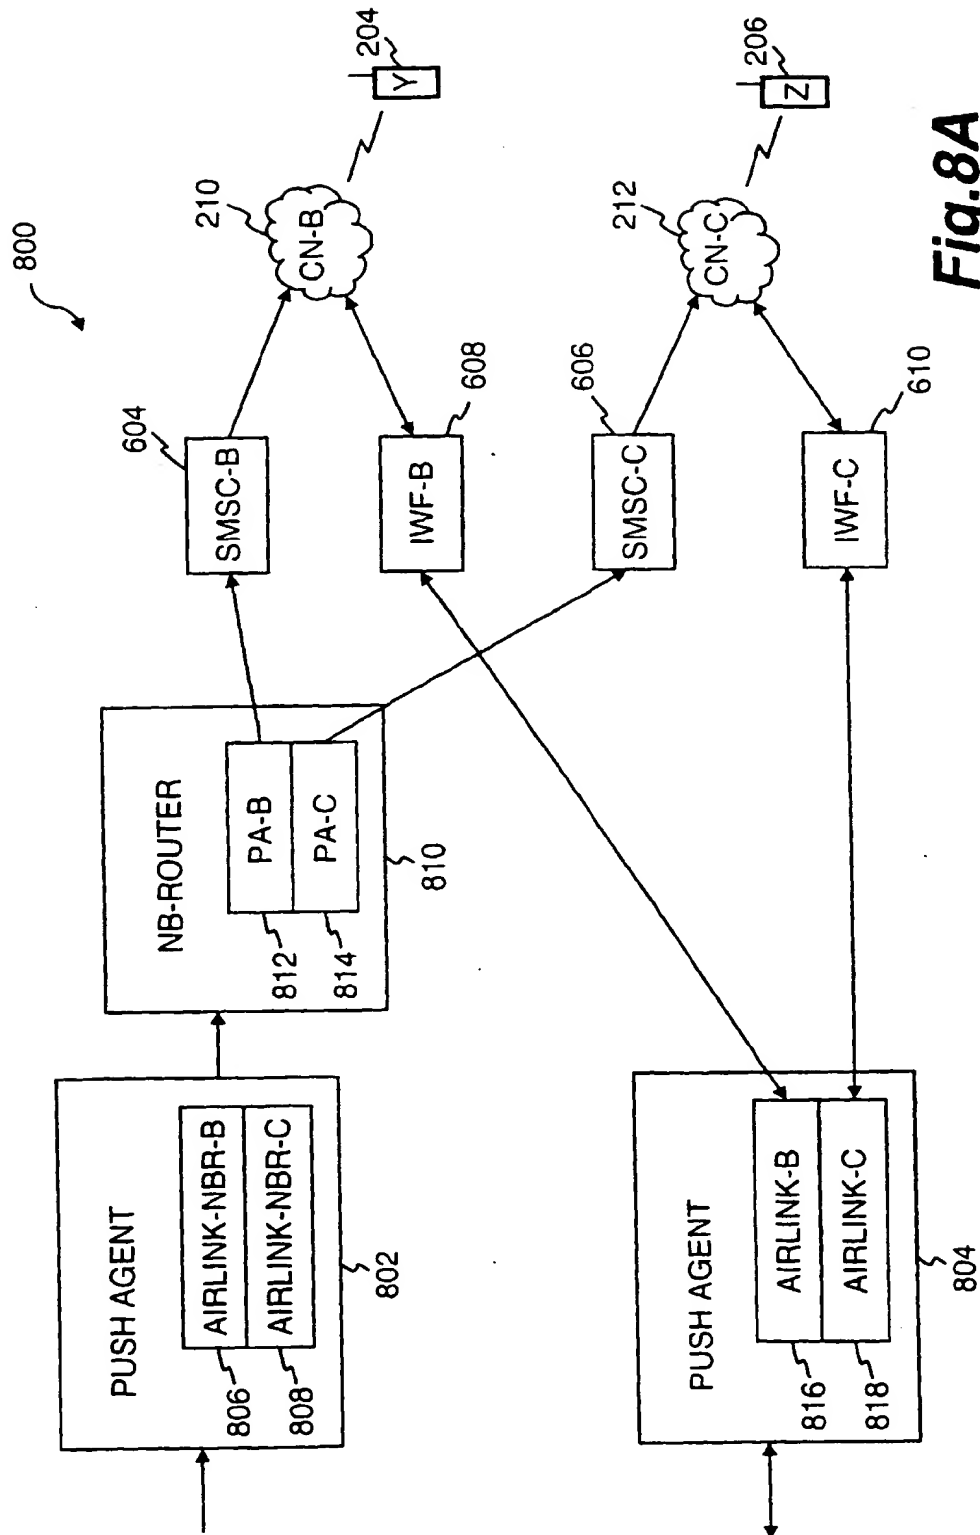 800
PUSH AGENT
AIRLINK-NBR-B
AIRLINK-NBR-C
806
808
802
NB-ROUTER
PA-B
PA-C
812
814
810
604
SMSC-B
IWF-B
608
210
CN-B
204
Y
PUSH AGENT
AIRLINK-B
AIRLINK-C
816
818
804
606
SMSC-C
IWF-C
610
212
CN-C
206
Z
Fig.8A